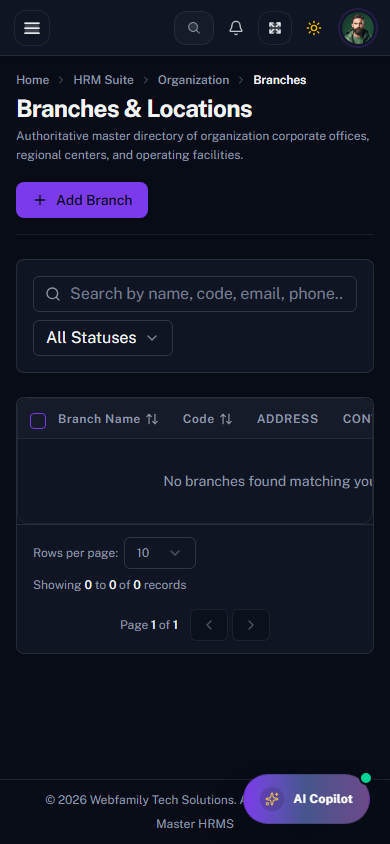 Home > HRM Suite > Organization > Branches
Branches & Locations
Authoritative master directory of organization corporate offices,
regional centers, and operating facilities.
+ Add Branch
Search by name, code, email, phone..
All Statuses
Branch Name Code ADDRESS CON
No branches found matching you
Rows per page: 10
Showing 0 to 0 of 0 records
Page 1 of 1
© 2026 Webfamily Tech Solutions.
AI Copilot
Master HRMS